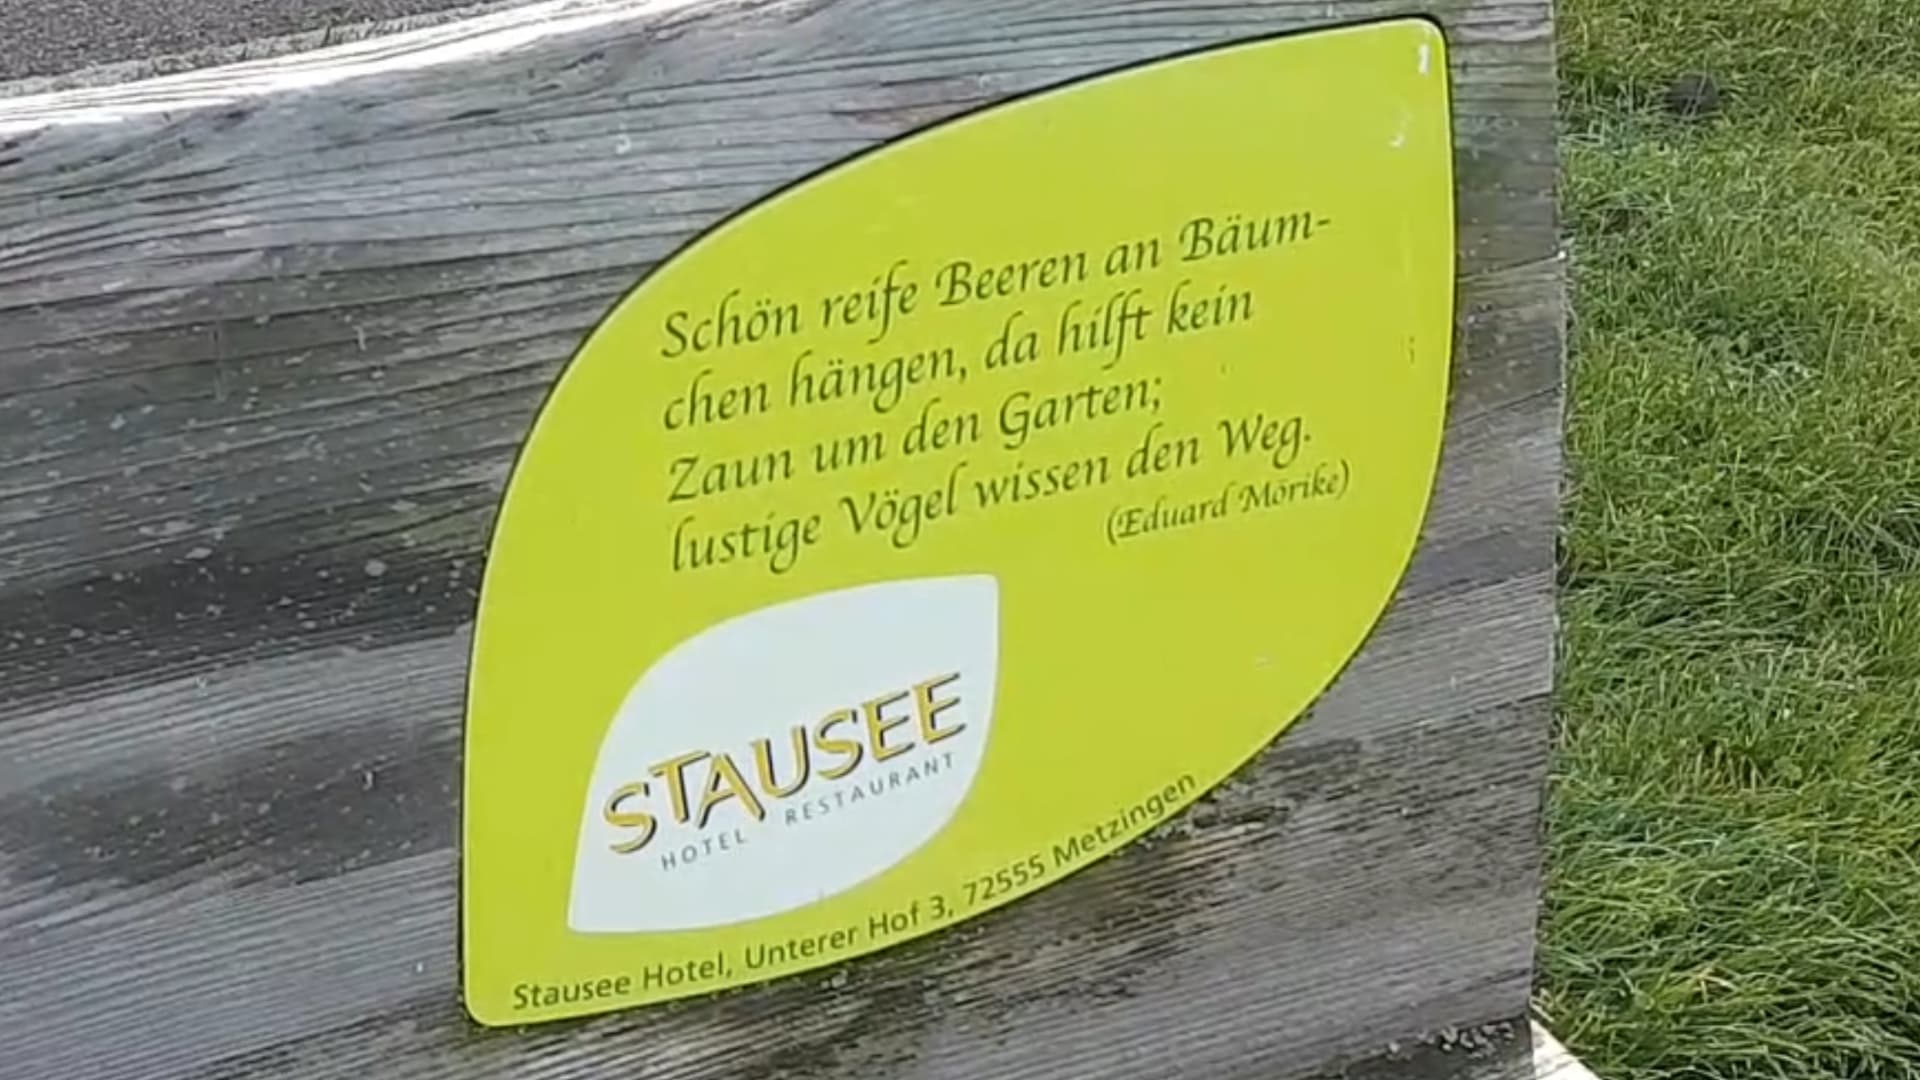 Schön reife Beeren an Bäum-
chen hängen, da hilft kein
Zaun um den Garten;
lustige Vögel wissen den Weg.
(Eduard Mörike)
STAUSEE
HOTEL RESTAURANT
Stausee Hotel, Unterer Hof 3, 72555 Metzingen